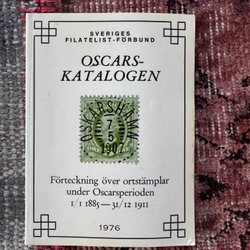 SVERIGES
FILATELIST-FÖRBUND
OSCARS-
KATALOGEN
OSKARSHAMN
7
5
1907
Förteckning över ortstämplar
under Oscarsperioden
1/1 1885—31/12 1911
1976